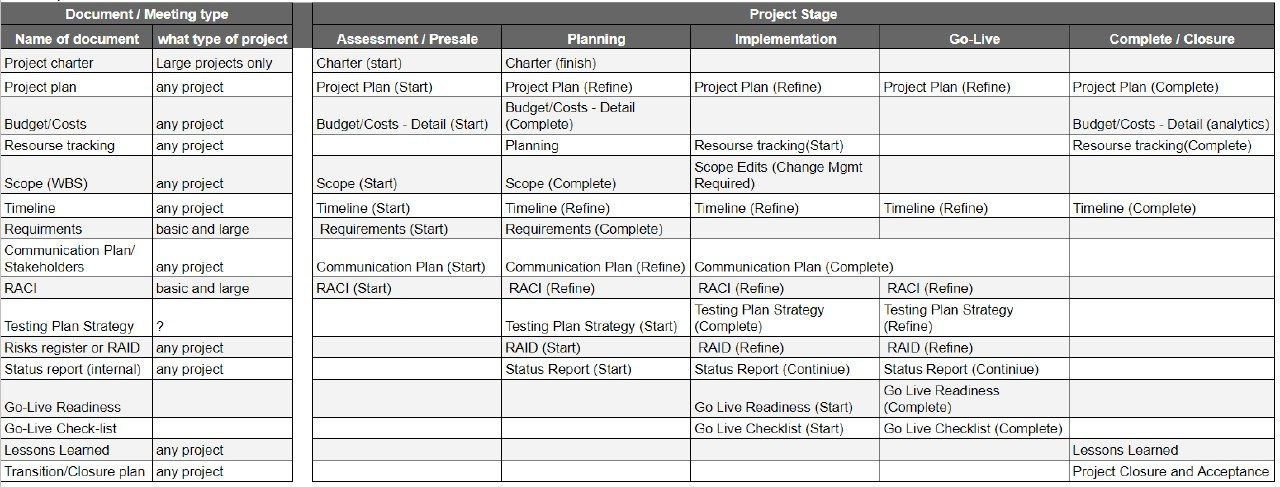 Document / Meeting type Project Stage
Name of document what type of project Assessment / Presale Planning Implementation Go-Live Complete / Closure
Project charter Large projects only Charter (start) Charter (finish)
Project plan any project Project Plan (Start) Project Plan (Refine) Project Plan (Refine) Project Plan (Refine) Project Plan (Complete)
Budget/Costs - Detail
Budget/Costs any project Budget/Costs - Detail (Start) (Complete) Budget/Costs - Detail (analytics)
Resourse tracking any project Planning Resourse tracking(Start) Resourse tracking(Complete)
Scope Edits (Change Mgmt
Scope (WBS) any project Scope (Start) Scope (Complete) Required)
Timeline any project Timeline (Start) Timeline (Refine) Timeline (Refine) Timeline (Refine) Timeline (Complete)
Requirments basic and large Requirements (Start) Requirements (Complete)
Communication Plan/
Stakeholders any project Communication Plan (Start) Communication Plan (Refine) Communication Plan (Complete)
RACI basic and large RACI (Start) RACI (Refine) RACI (Refine) RACI (Refine)
Testing Plan Strategy Testing Plan Strategy
Testing Plan Strategy ? Testing Plan Strategy (Start) (Complete) (Refine)
Risks register or RAID any project RAID (Start) RAID (Refine) RAID (Refine)
Status report (internal) any project Status Report (Start) Status Report (Continiue) Status Report (Continiue)
Go Live Readiness
Go-Live Readiness Go Live Readiness (Start) (Complete)
Go-Live Check-list Go Live Checklist (Start) Go Live Checklist (Complete)
Lessons Learned any project Lessons Learned
Transition/Closure plan any project Project Closure and Acceptance